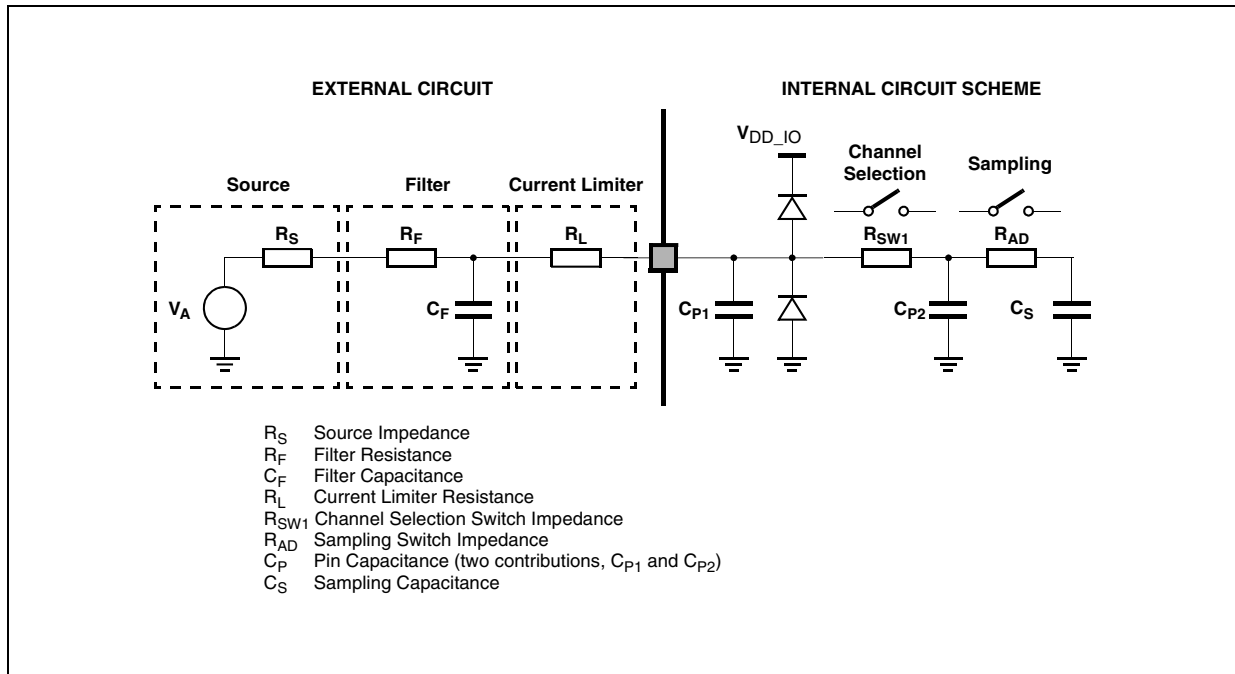 EXTERNAL CIRCUIT
INTERNAL CIRCUIT SCHEME
VDD_IO
Channel
Selection
Sampling
Source
Filter
Current Limiter
RS
RF
RL
RSW1
RAD
VA
CF
CP1
CP2
CS
RS Source Impedance
RF Filter Resistance
CF Filter Capacitance
RL Current Limiter Resistance
RSW1 Channel Selection Switch Impedance
RAD Sampling Switch Impedance
CP Pin Capacitance (two contributions, CP1 and CP2)
CS Sampling Capacitance